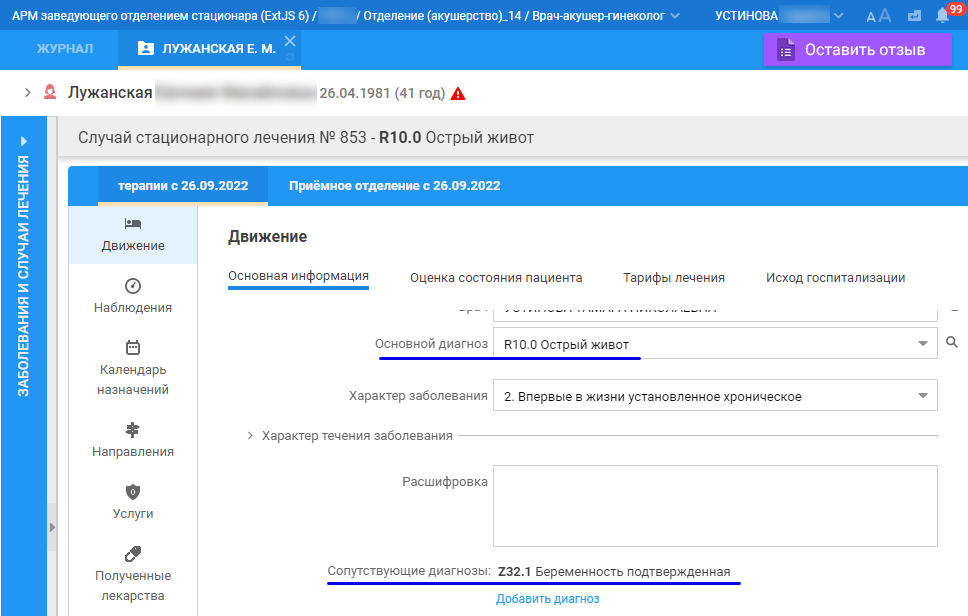 АРМ заведующего отделением стационара (ExtJS 6) / / Отделение (акушерство)_14 / Врач-акушер-гинеколог УСТИНОВА АА 99
ЖУРНАЛ ЛУЖАНСКАЯ Е. М. Оставить отзыв
Лужанская 26.04.1981 (41 год)
Случай стационарного лечения № 853 - R10.0 Острый живот
ЗАБОЛЕВАНИЯ И СЛУЧАИ ЛЕЧЕНИЯ
терапии с 26.09.2022 Приёмное отделение с 26.09.2022
Движение
Наблюдения
Календарь
назначений
Направления
Услуги
Полученные
лекарства
Движение
Основная информация Оценка состояния пациента Тарифы лечения Исход госпитализации
Основной диагноз R10.0 Острый живот
Характер заболевания 2. Впервые в жизни установленное хроническое
Характер течения заболевания
Расшифровка
Сопутствующие диагнозы: Z32.1 Беременность подтвержденная
Добавить диагноз